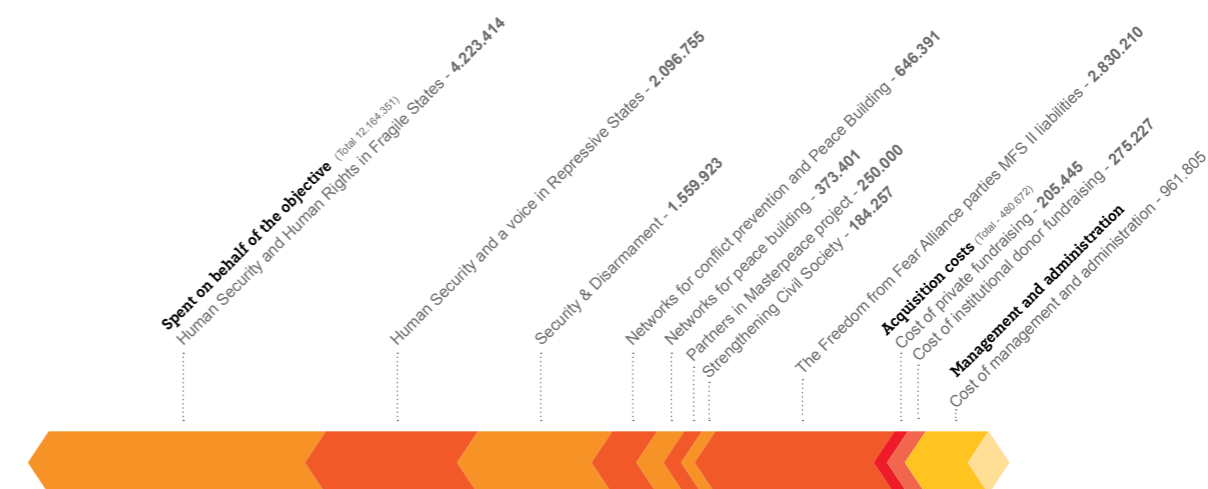 Spent on behalf of the objective (Total 12.164.351)
Human Security and Human Rights in Fragile States - 4.223.414
Human Security and a voice in Repressive States - 2.096.755
Security & Disarmament - 1.559.923
Networks for conflict prevention and Peace Building - 646.391
Networks for peace building - 373.401
Partners in Masterpeace project - 250.000
Strengthening Civil Society - 184.257
The Freedom from Fear Alliance parties MFS II liabilities - 2.830.210
Acquisition costs (Total - 480.672)
Cost of private fundraising - 205.445
Cost of institutional donor fundraising - 275.227
Management and administration
Cost of management and administration - 961.805